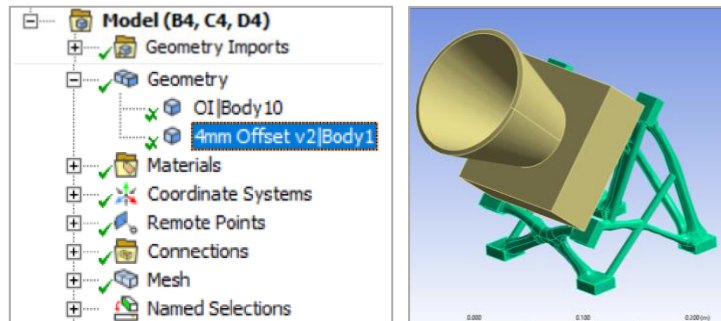 Model (B4, C4, D4)
Geometry Imports
Geometry
OI|Body10
4mm Offset v2|Body1
Materials
Coordinate Systems
Remote Points
Connections
Mesh
Named Selections
0.000 0.100 0.200 (m)